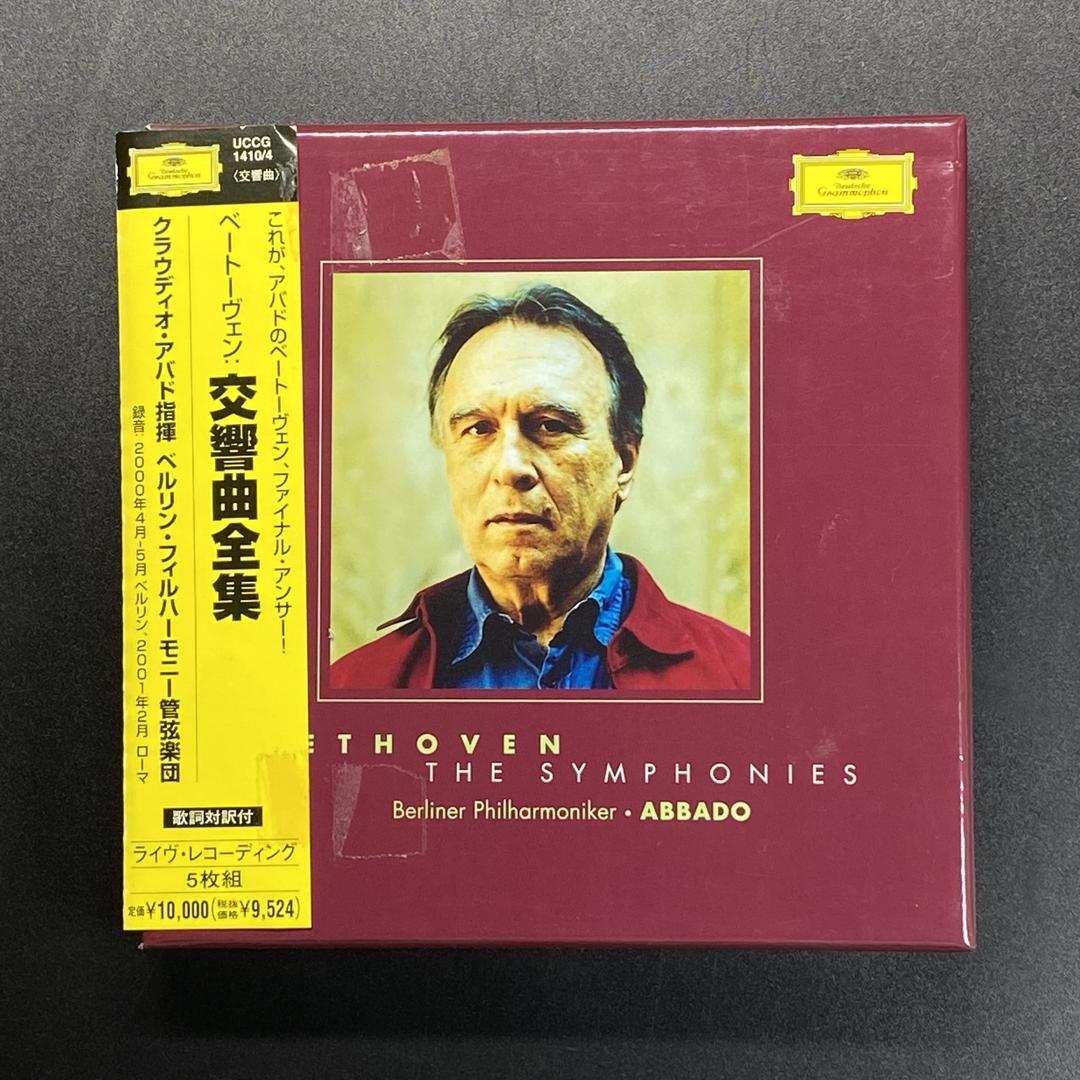 Deutsche
Grammophon
UCCG
1410/4
〈交響曲〉
これが、アバドのベートーヴェン、ファイナル・アンサー!
ベートーヴェン:交響曲全集
クラウディオ・アバド指揮 ベルリン・フィルハーモニー管弦楽団
録音:2000年4月-5月 ベルリン、2001年2月 ローマ
歌詞対訳付
ライヴ・レコーディング
5枚組
定価¥10,000(税抜価格¥9,524)
Deutsche
Grammophon
ETHOVEN
THE SYMPHONIES
Berliner Philharmoniker • ABBADO